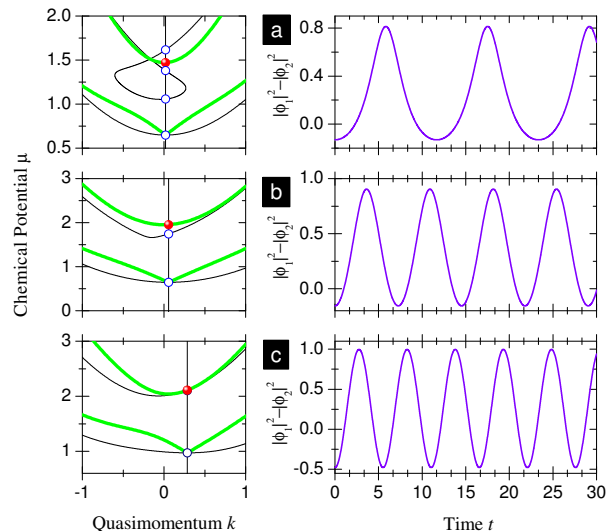 2.0
1.5
1.0
0.5
a
|ϕ₁|²−|ϕ₂|²
0.8
0.4
0.0
Chemical Potential μ
3
2
1
0
b
|ϕ₁|²−|ϕ₂|²
1.0
0.5
0.0
3
2
1
c
|ϕ₁|²−|ϕ₂|²
1.0
0.5
0.0
-0.5
-1 0 1
0 5 10 15 20 25 30
Quasimomentum k
Time t